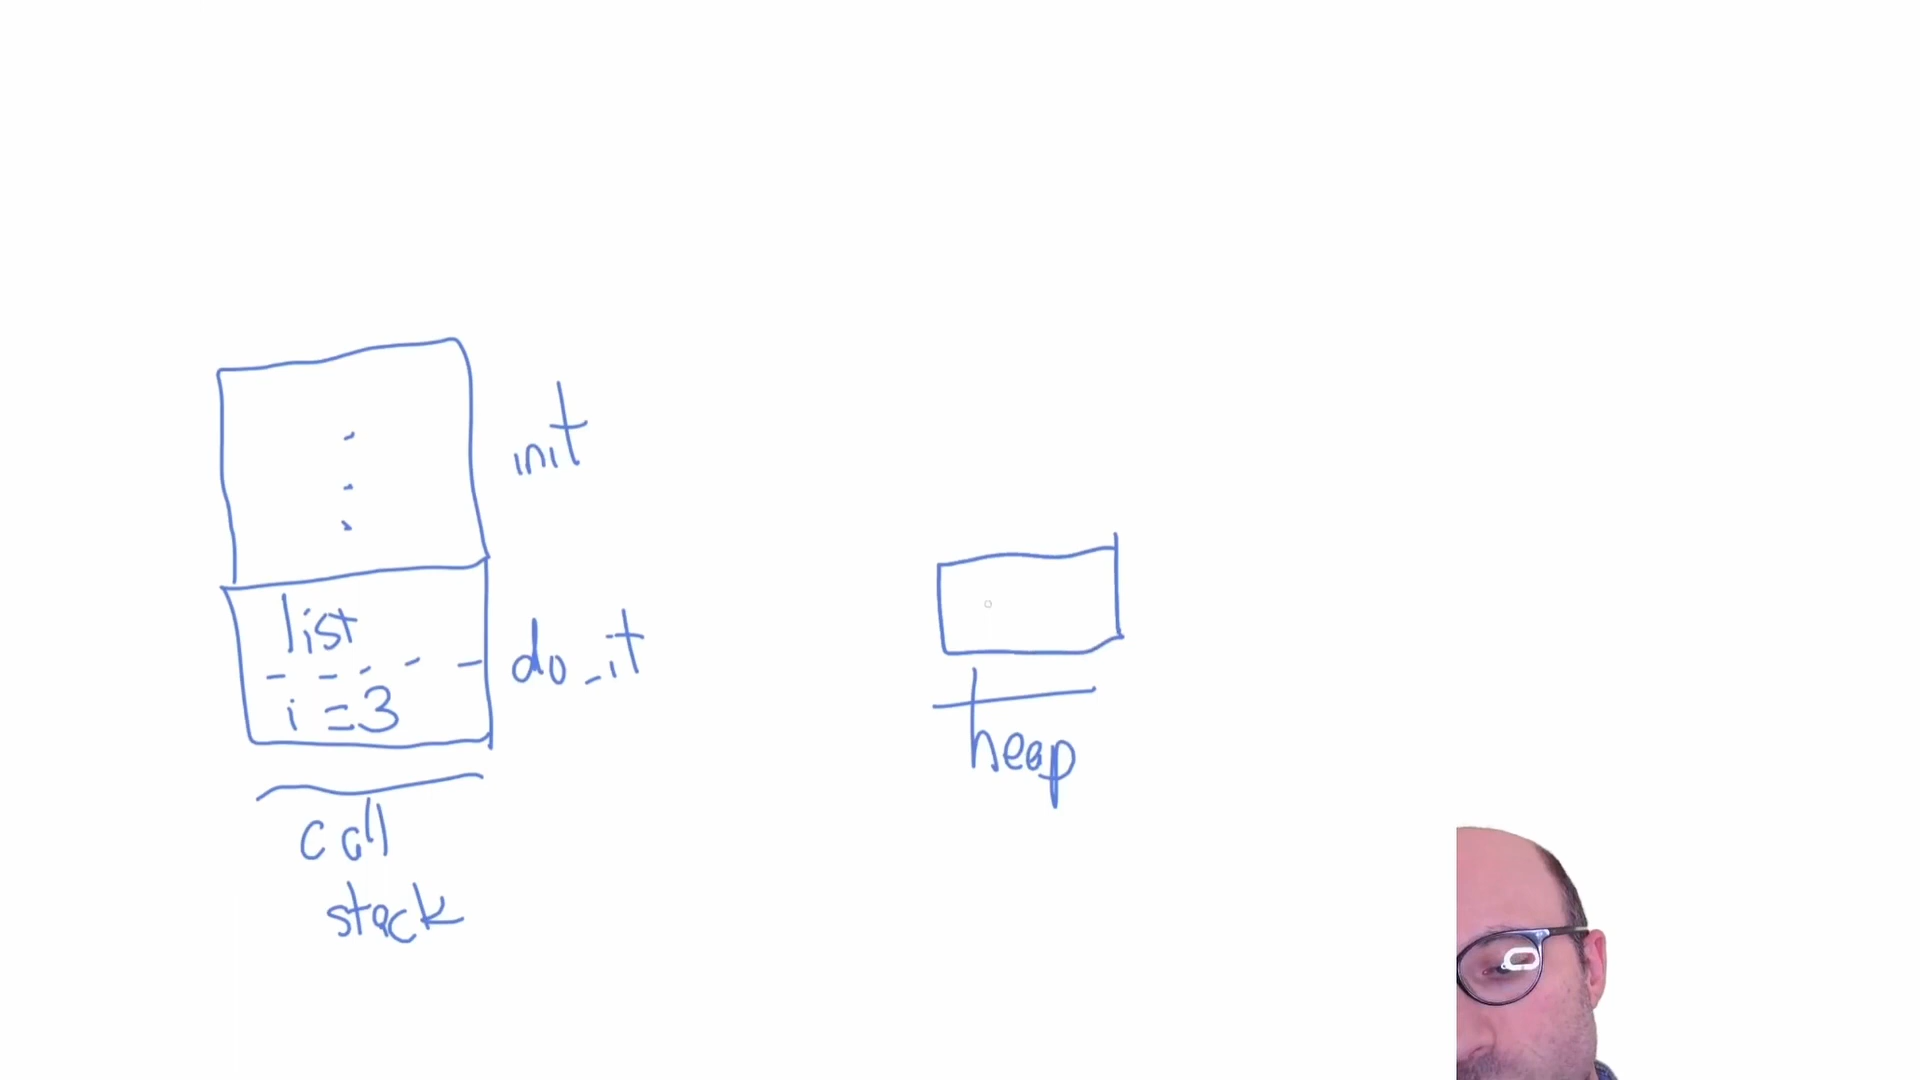 init
list
do_it
i = 3
heap
call
stack